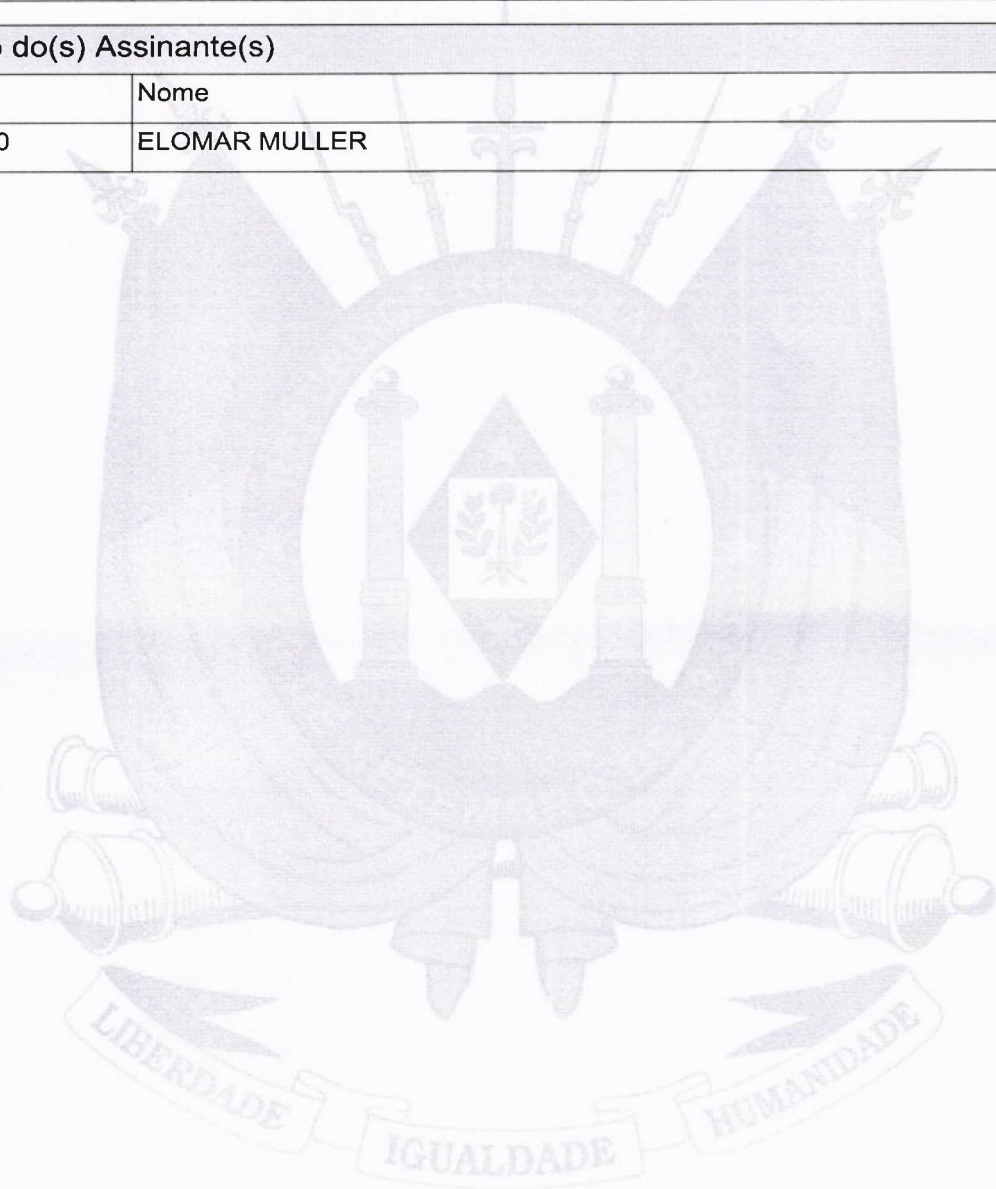 do(s) Assinante(s)
Nome
0 ELOMAR MULLER
LIBERDADE
IGUALDADE
HUMANIDADE